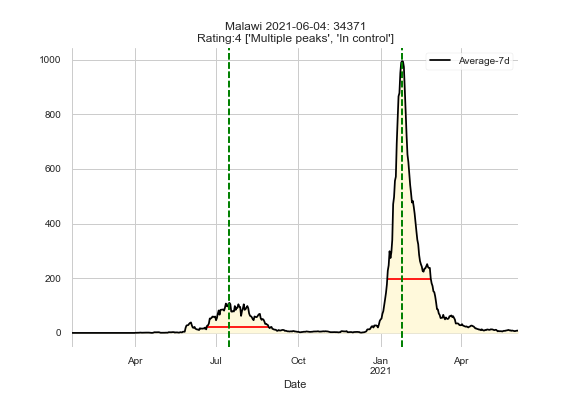 Malawi 2021-06-04: 34371
Rating:4 ['Multiple peaks', 'In control']
Average-7d
1000
800
600
400
200
0
Apr Jul Oct Jan Apr
2021
Date